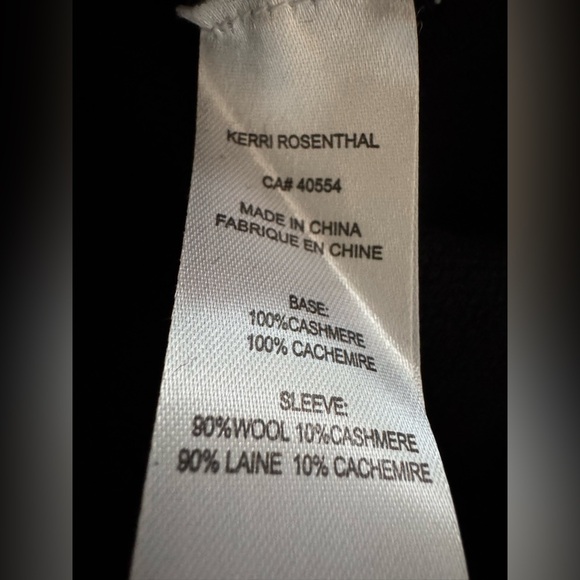 KERRI ROSENTHAL
CA# 40554
MADE IN CHINA
FABRIQUE EN CHINE
BASE:
100%CASHMERE
100% CACHEMIRE
SLEEVE:
90%WOOL 10%CASHMERE
90% LAINE 10% CACHEMIRE